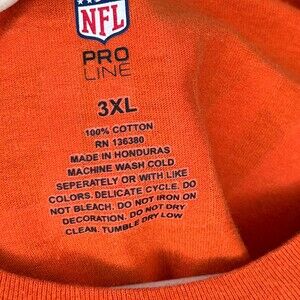 NFL
PRO
LINE
3XL
100% COTTON
RN 136380
MADE IN HONDURAS
MACHINE WASH COLD
SEPERATELY OR WITH LIKE
COLORS. DELICATE CYCLE. DO
NOT BLEACH. DO NOT IRON ON
DECORATION. DO NOT DRY
CLEAN. TUMBLE DRY LOW